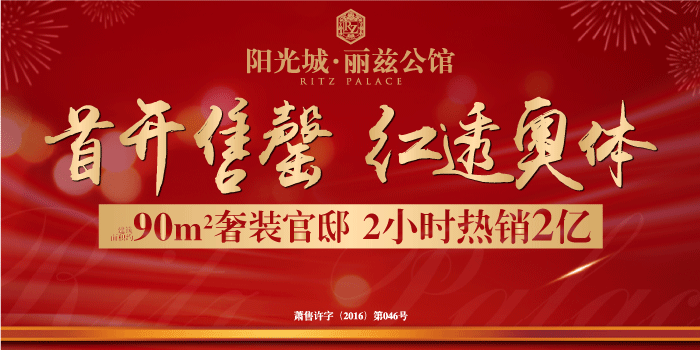 阳光城·丽兹公馆
RITZ PALACE
首开售罄 红透奥体
建筑面积约90m²奢装官邸 2小时热销2亿
萧售许字（2016）第046号
Ritz Palace